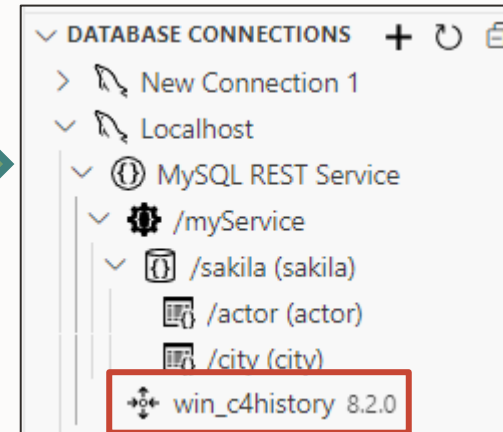 DATABASE CONNECTIONS
New Connection 1
Localhost
MySQL REST Service
/myService
/sakila (sakila)
/actor (actor)
/city (city)
win_c4history 8.2.0